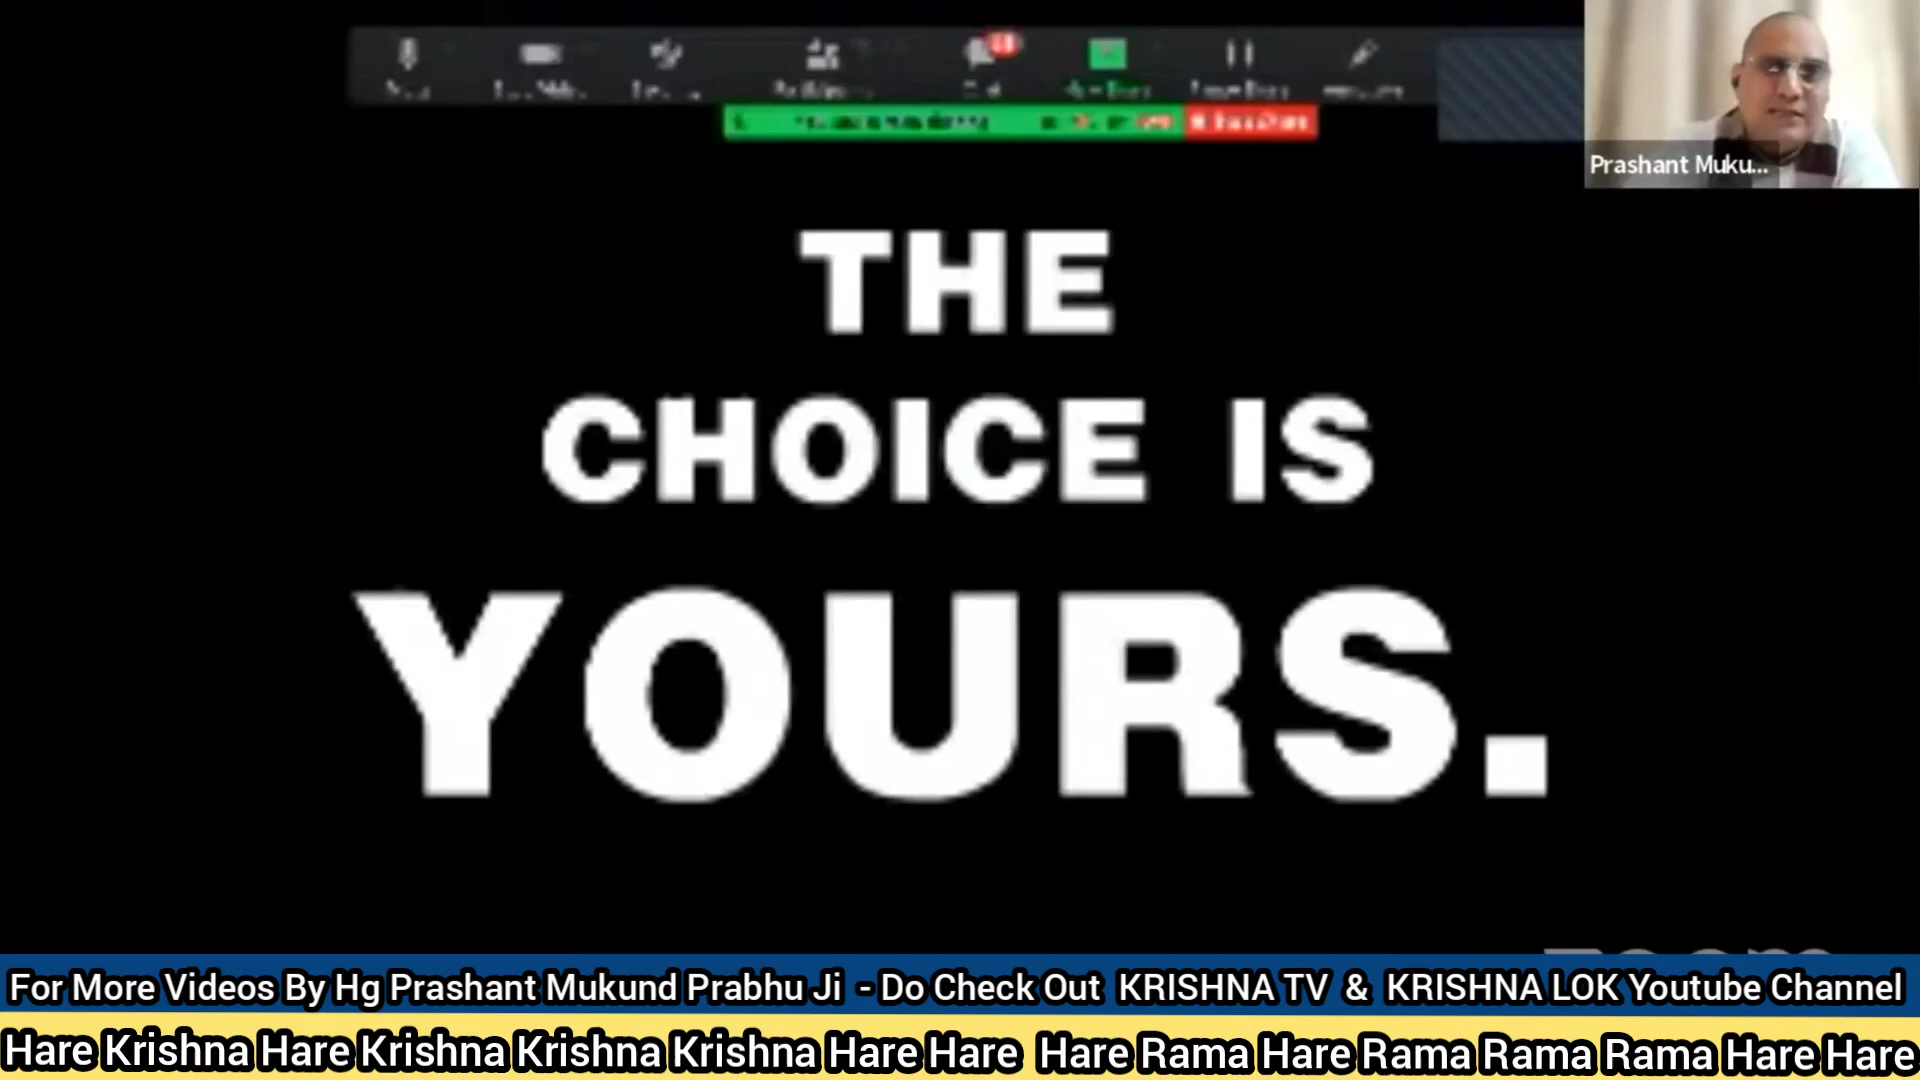 Prashant Muku...
THE
CHOICE IS
YOURS.
zoom
For More Videos By Hg Prashant Mukund Prabhu Ji - Do Check Out KRISHNA TV & KRISHNA LOK Youtube Channel
Hare Krishna Hare Krishna Krishna Krishna Hare Hare Hare Rama Hare Rama Rama Rama Hare Hare